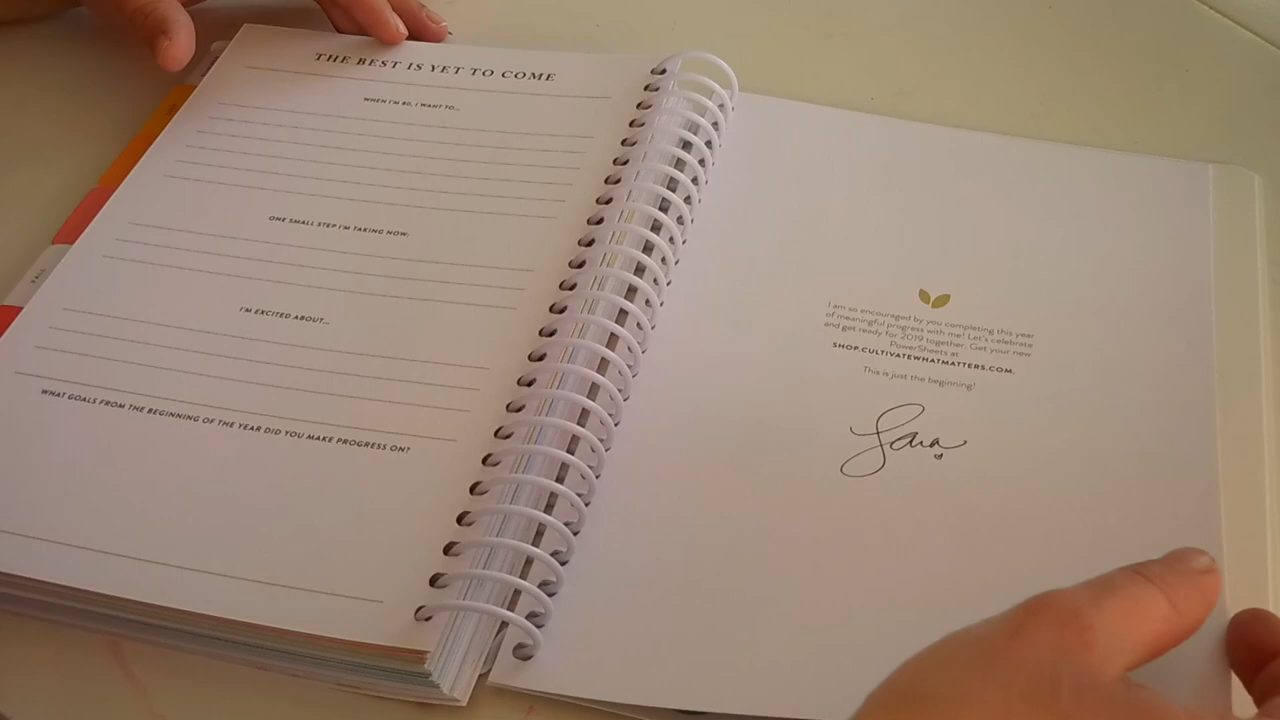 THE BEST IS YET TO COME
WHEN I'M 80, I WANT TO...
ONE SMALL STEP I'M TAKING NOW:
I'M EXCITED ABOUT...
WHAT GOALS FROM THE BEGINNING OF THE YEAR DID YOU MAKE PROGRESS ON?
FALL
I am so encouraged by you completing this year
of meaningful progress with me! Let's celebrate
and get ready for 2019 together. Get your new
PowerSheets at
SHOP.CULTIVATEWHATMATTERS.COM.
This is just the beginning!
Lara